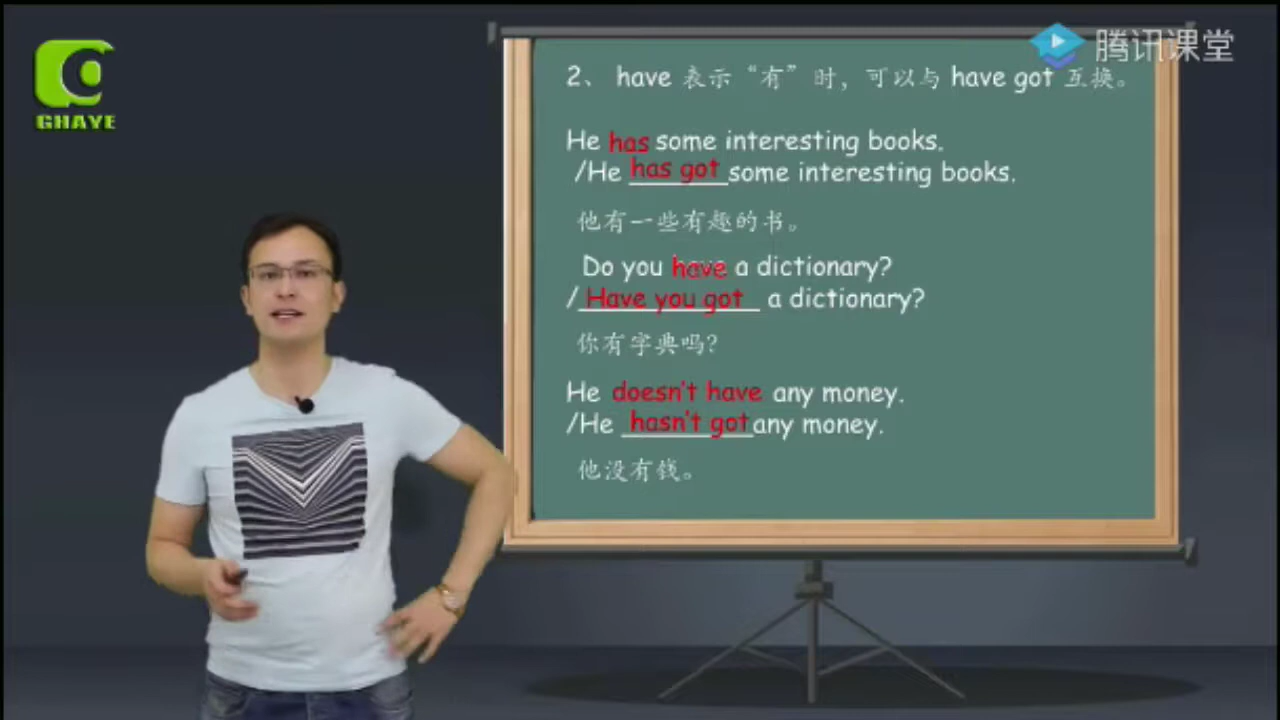 GHAYE
腾讯课堂
2、 have 表示“有”时，可以与 have got 互换。
He has some interesting books.
/He has got some interesting books.
他有一些有趣的书。
Do you have a dictionary?
/Have you got a dictionary?
你有字典吗?
He doesn't have any money.
/He hasn't got any money.
他没有钱。